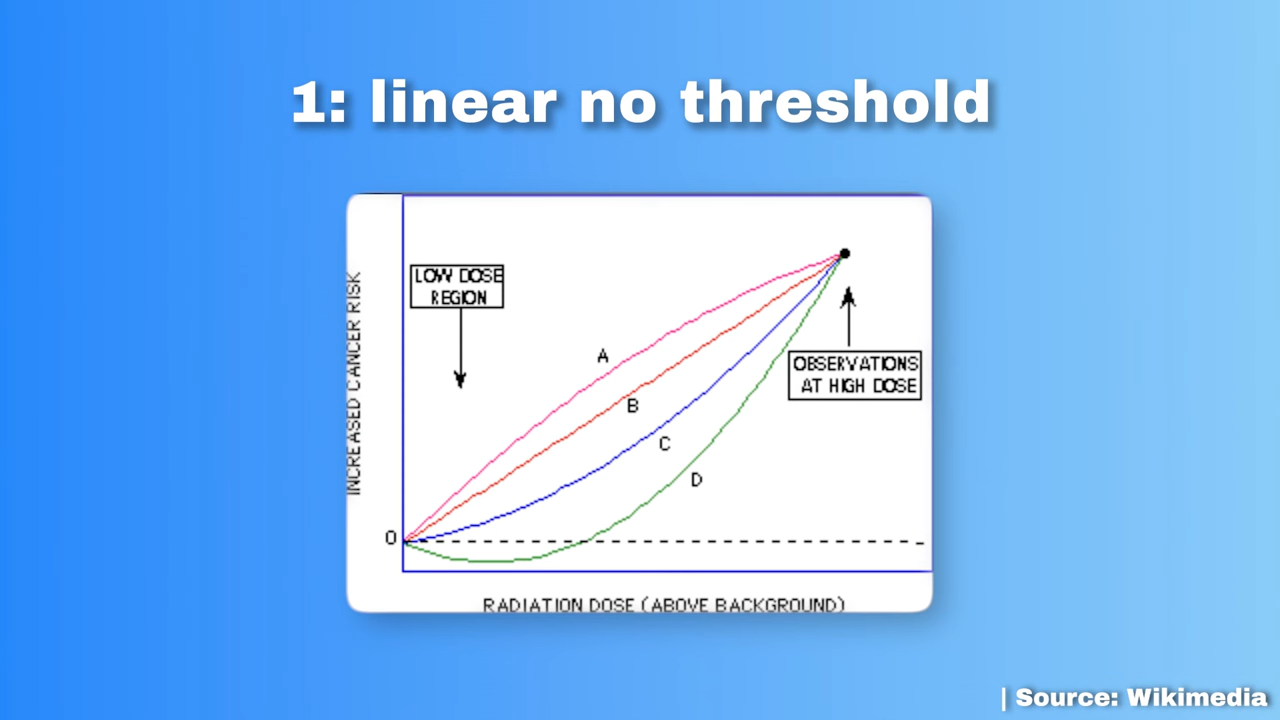 1: linear no threshold
LOW DOSE
REGION
INCREASED CANCER RISK
A
B
C
D
OBSERVATIONS
AT HIGH DOSE
0
RADIATION DOSE (ABOVE BACKGROUND)
| Source: Wikimedia